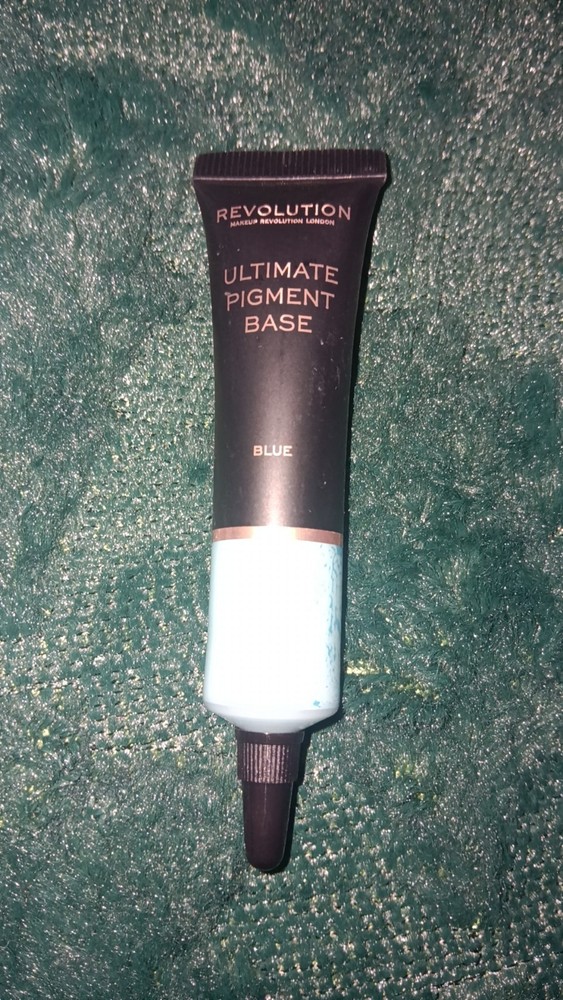 REVOLUTION
MAKEUP REVOLUTION LONDON
ULTIMATE
PIGMENT
BASE
BLUE